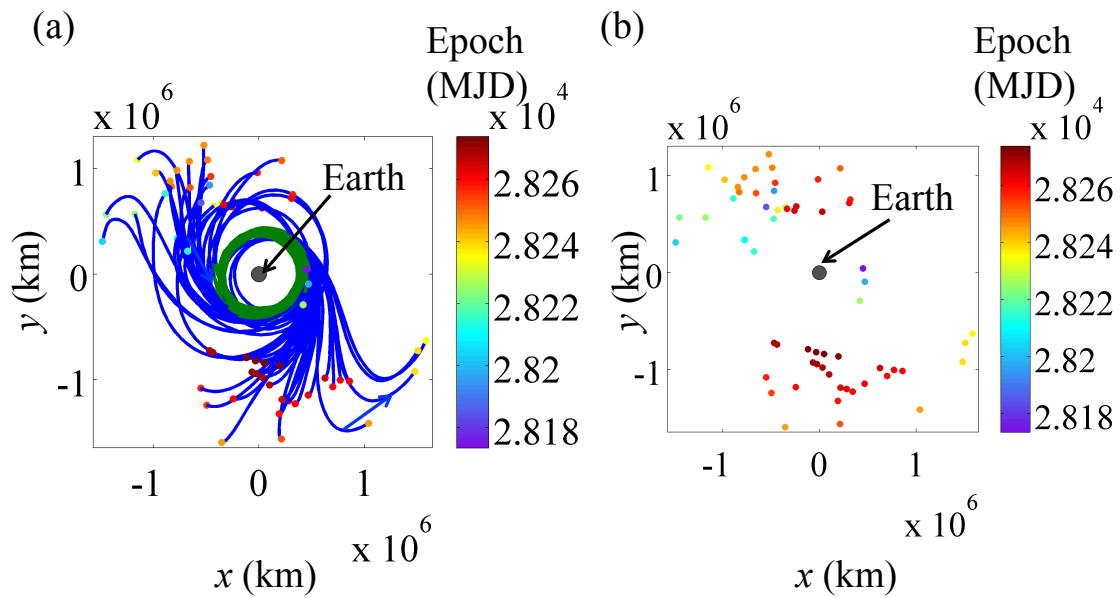 (a)
Epoch
(MJD)
x 10^6
x 10^4
Earth
1
0
-1
y (km)
2.826
2.824
2.822
2.82
2.818
-1 0 1
x 10^6
x (km)
(b)
Epoch
(MJD)
x 10^6
x 10^4
Earth
1
0
-1
y (km)
2.826
2.824
2.822
2.82
2.818
-1 0 1
x 10^6
x (km)